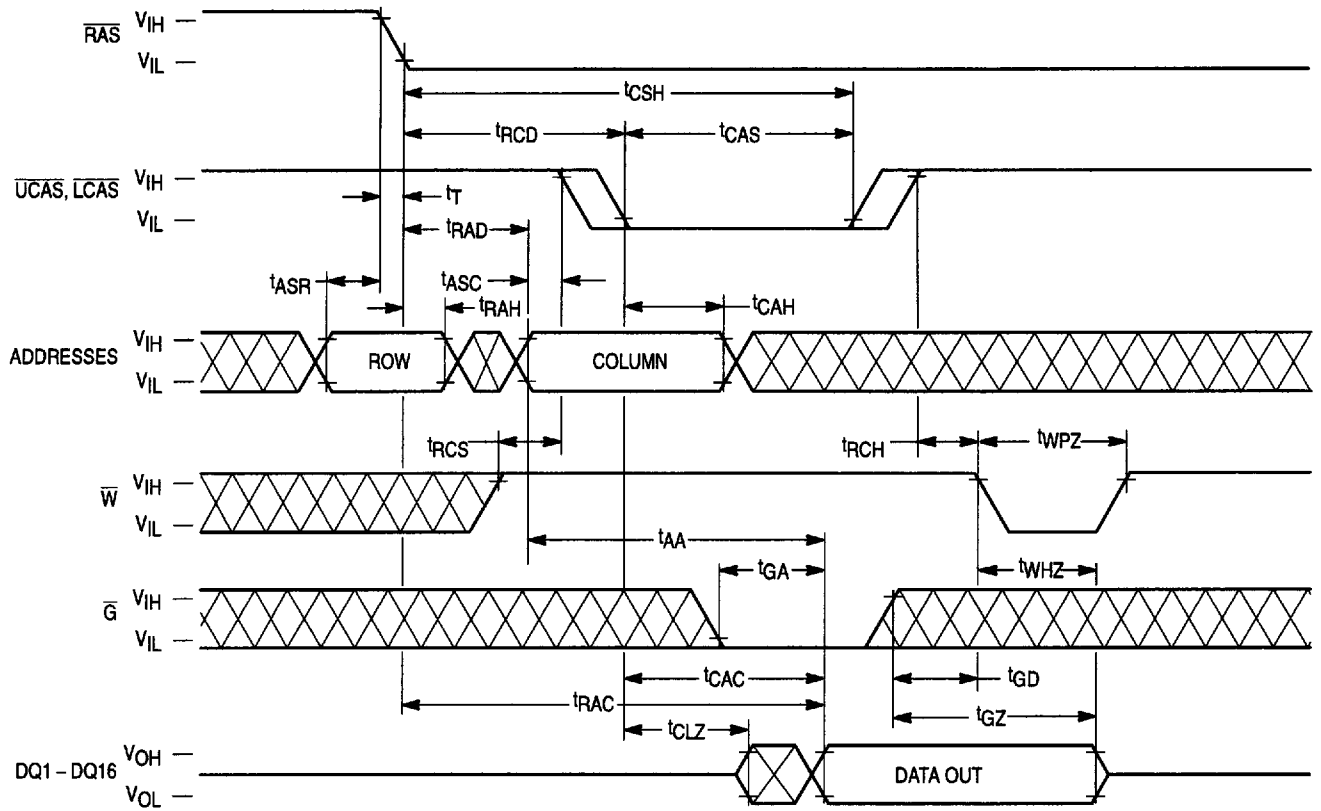 RAS VIH
VIL
tCSH
tRCD tCAS
UCAS, LCAS VIH
VIL
tT
tRAD
tASR tASC
tRAH tCAH
ADDRESSES VIH
VIL
ROW COLUMN
tRCS tRCH tWPZ
W VIH
VIL
tAA
tGA tWHZ
G VIH
VIL
tCAC tGD
tRAC tGZ
tCLZ
DQ1 – DQ16 VOH
VOL
DATA OUT